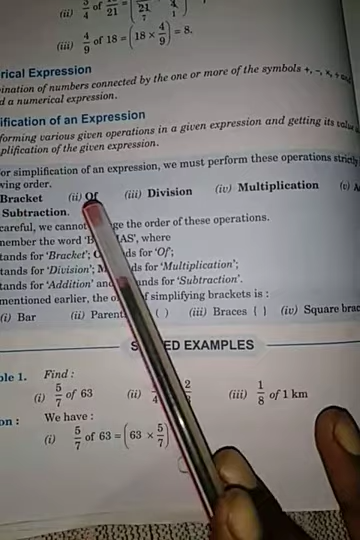 (ii) 3/4 of /21 = (
(iii) 4/9 of 18 = (18 × 4/9) = 8.
rical Expression
ination of numbers connected by the one or more of the symbols +, −, ×, ÷
d a numerical expression.
ification of an Expression
forming various given operations in a given expression and getting its value
plification of the given expression.
or simplification of an expression, we must perform these operations strictly
wing order.
Bracket (ii) Of (iii) Division (iv) Multiplication (v) A
Subtraction.
careful, we cannot ge the order of these operations.
member the word 'B MAS', where
tands for 'Bracket'; O ds for 'Of';
tands for 'Division'; M ds for 'Multiplication';
tands for 'Addition' and unds for 'Subtraction'.
mentioned earlier, the o f simplifying brackets is :
(i) Bar (ii) Parent ( ) (iii) Braces { } (iv) Square brac
S ED EXAMPLES
ple 1. Find :
(i) 5/7 of 63 (ii) (iii) 1/8 of 1 km
on : We have :
(i) 5/7 of 63 = (63 × 5/7)